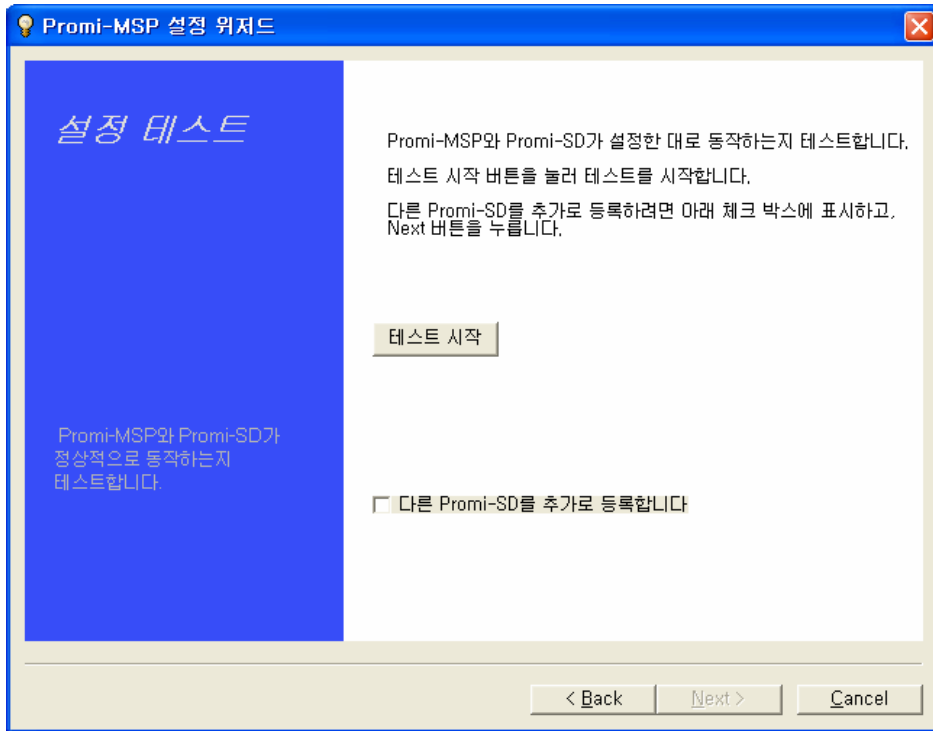 Promi-MSP 설정 위저드
설정 테스트
Promi-MSP와 Promi-SD가 설정한 대로 동작하는지 테스트합니다.
테스트 시작 버튼을 눌러 테스트를 시작합니다.
다른 Promi-SD를 추가로 등록하려면 아래 체크 박스에 표시하고,
Next 버튼을 누릅니다.
테스트 시작
Promi-MSP와 Promi-SD가
정상적으로 동작하는지
테스트합니다.
다른 Promi-SD를 추가로 등록합니다
< Back
Next >
Cancel